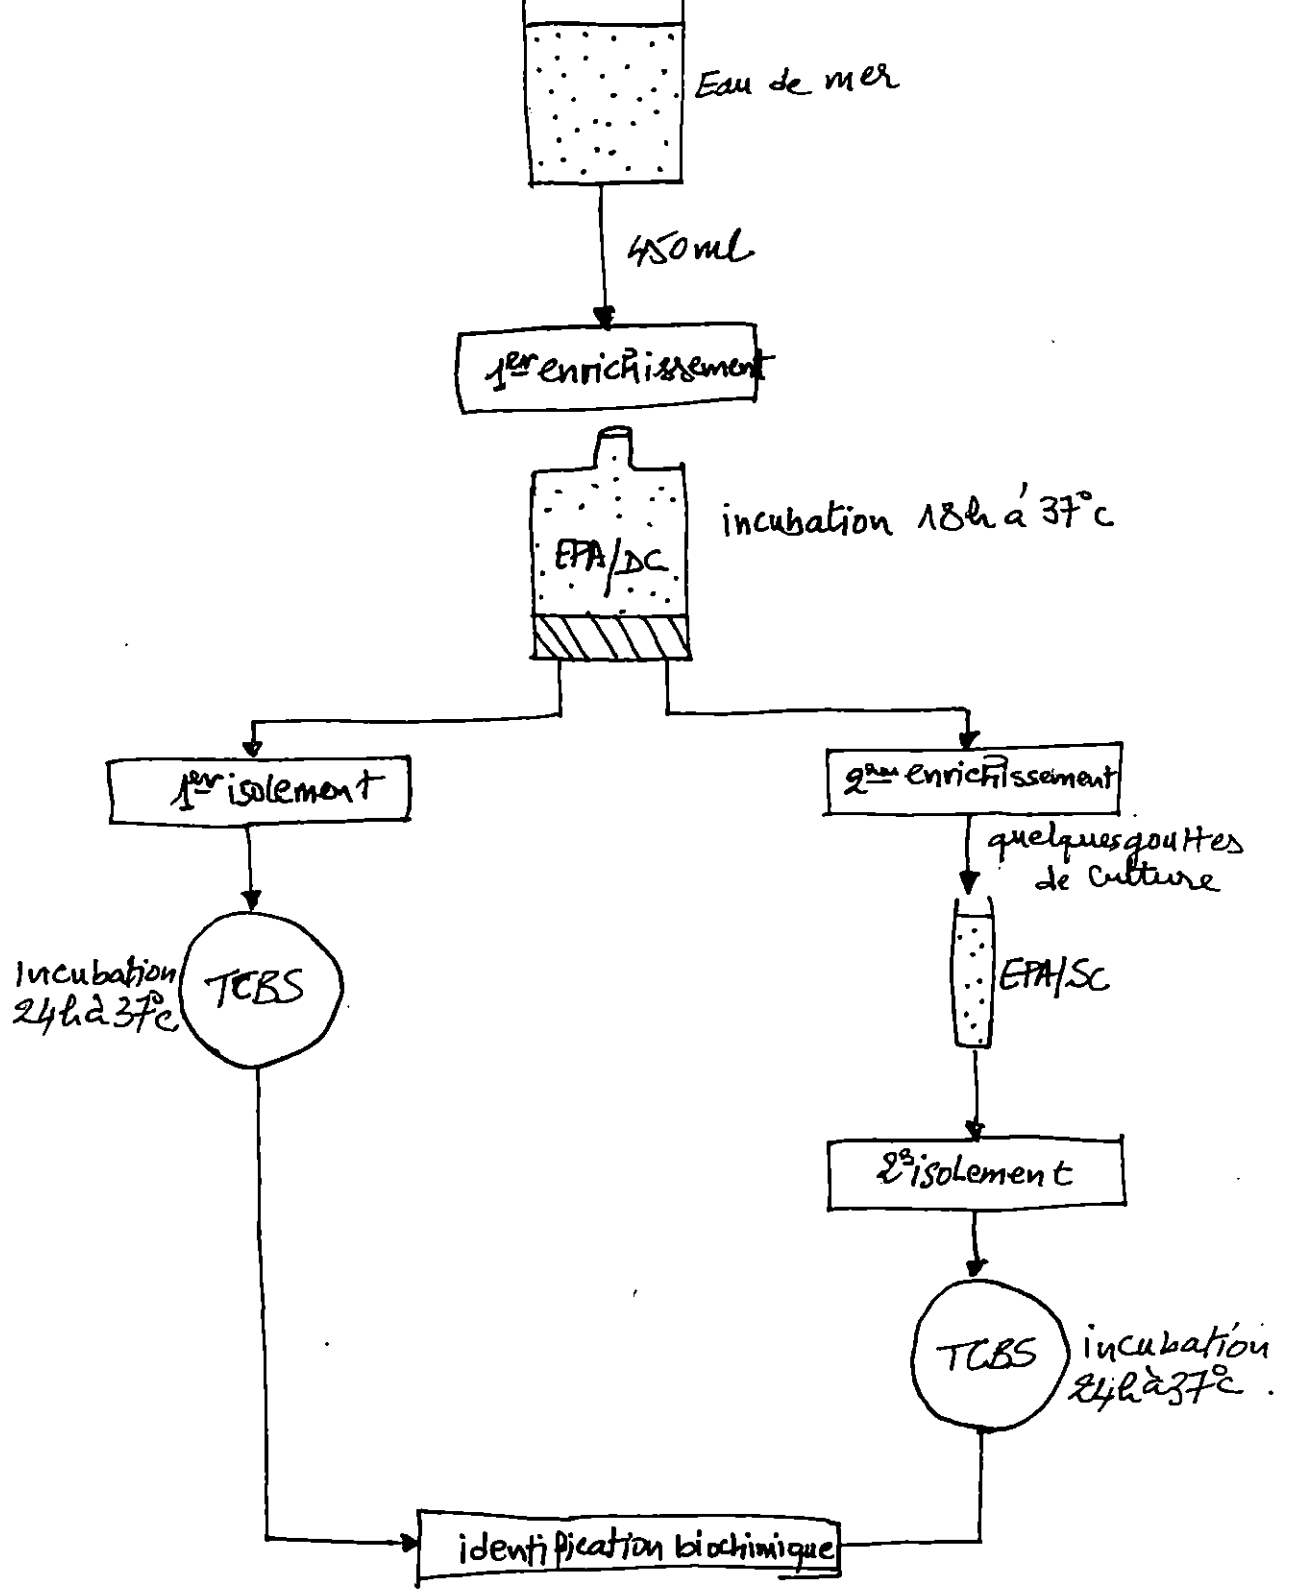 Eau de mer
450ml
1er enrichissement
incubation 18h à 37°c
EPA/DC
1er isolement
2ème enrichissement
quelques gouttes
de culture
incubation
24h à 37°c
TCBS
EPA/SC
2e isolement
TCBS
incubation
24h à 37°c.
identification biochimique